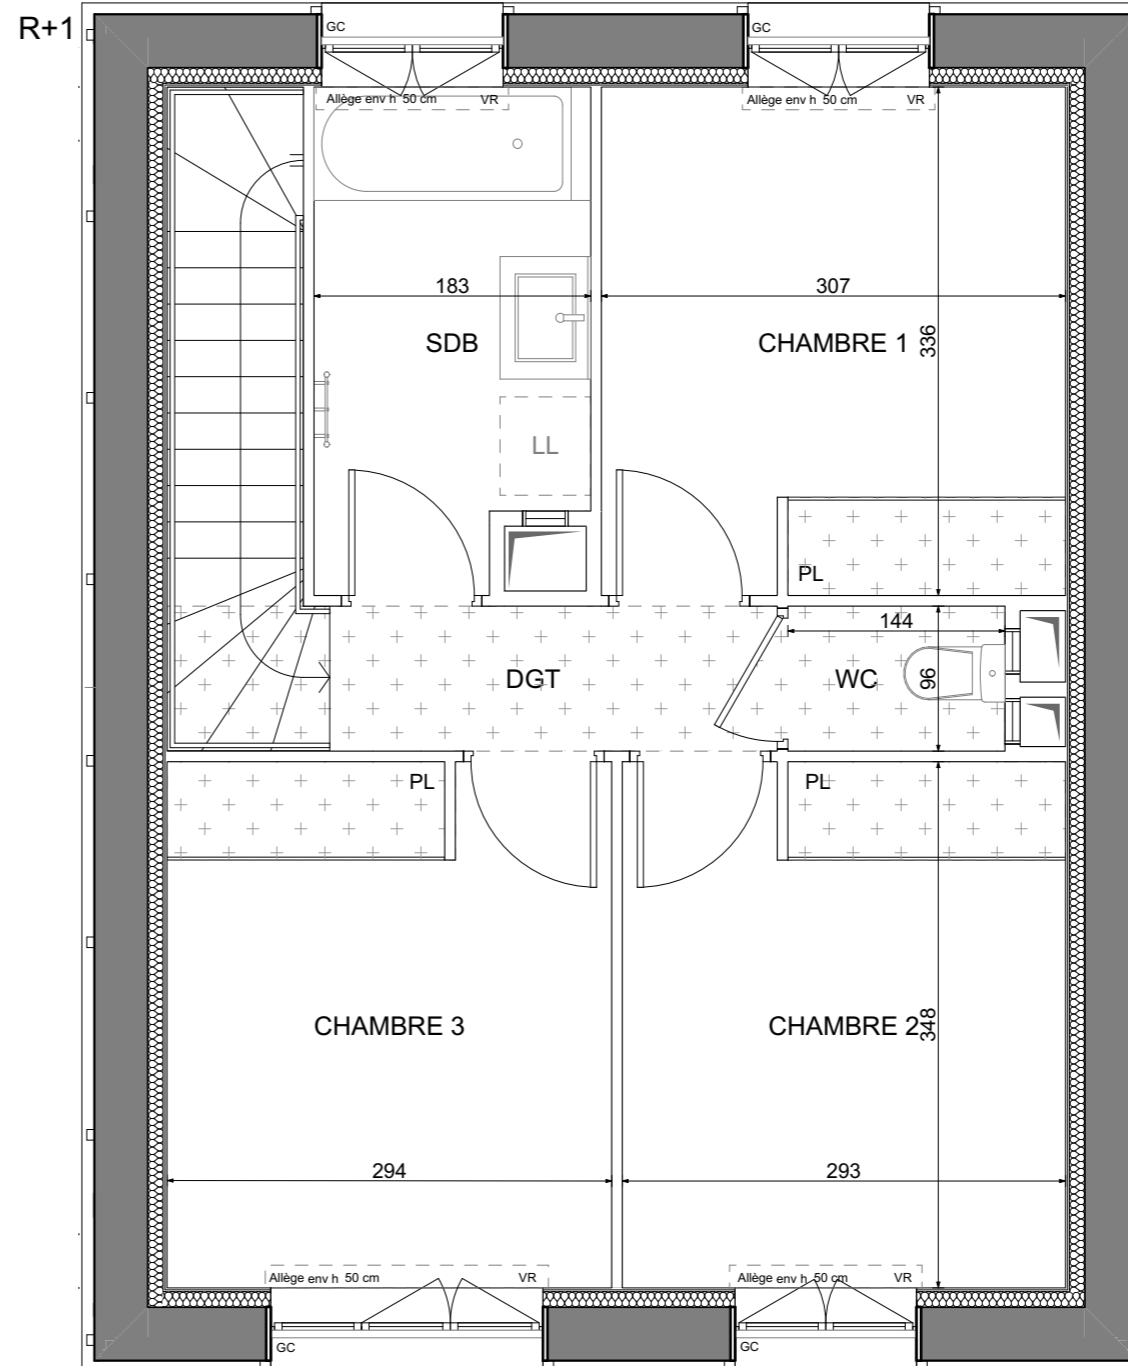 R+1
GC
GC
Allège env h 50 cm VR
Allège env h 50 cm VR
183
307
SDB
CHAMBRE 1
336
LL
PL
144
DGT
WC
96
PL
PL
CHAMBRE 3
CHAMBRE 2
348
294
293
Allège env h 50 cm VR
Allège env h 50 cm VR
GC
GC